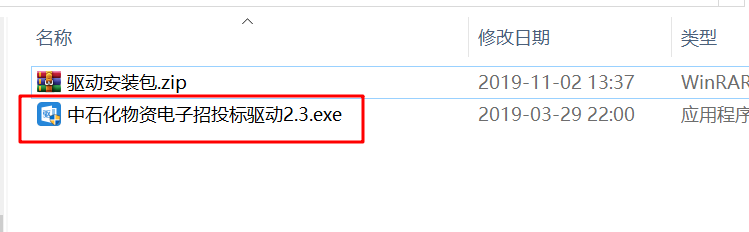 名称 修改日期 类型
驱动安装包.zip 2019-11-02 13:37 WinRAR
中石化物资电子招投标驱动2.3.exe 2019-03-29 22:00 应用程序